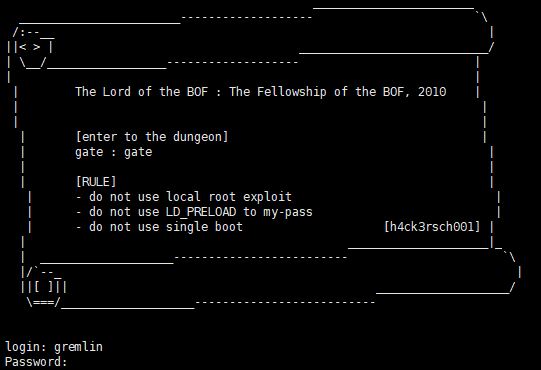 The Lord of the BOF : The Fellowship of the BOF, 2010
[enter to the dungeon]
gate : gate
[RULE]
- do not use local root exploit
- do not use LD_PRELOAD to my-pass
- do not use single boot [h4ck3rsch001]
login: gremlin
Password: